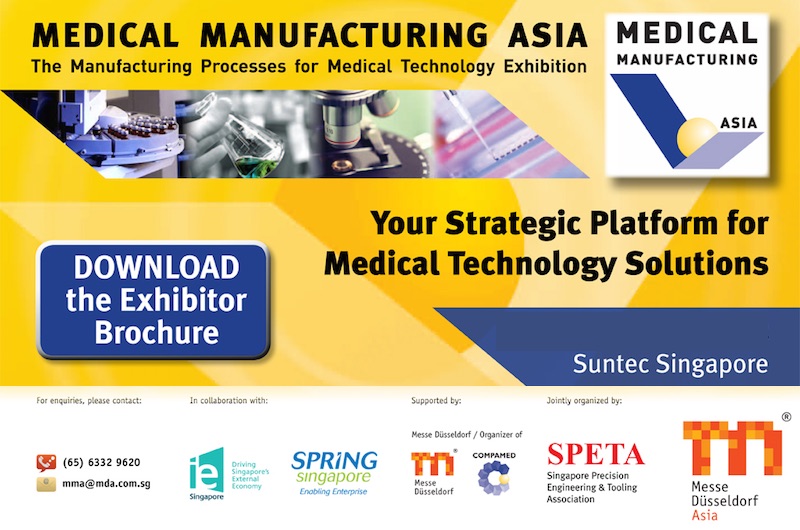 MEDICAL MANUFACTURING ASIA
The Manufacturing Processes for Medical Technology Exhibition
MEDICAL
MANUFACTURING
ASIA
Your Strategic Platform for
Medical Technology Solutions
DOWNLOAD
the Exhibitor
Brochure
Suntec Singapore
For enquiries, please contact:
(65) 6332 9620
mma@mda.com.sg
In collaboration with:
ie
Singapore
Driving
Singapore's
External
Economy
SPRING
singapore
Enabling Enterprise
Supported by:
Messe Düsseldorf / Organizer of
Messe
Düsseldorf
COMPAMED
Jointly organized by:
SPETA
Singapore Precision
Engineering & Tooling
Association
m®
Messe
Düsseldorf
Asia